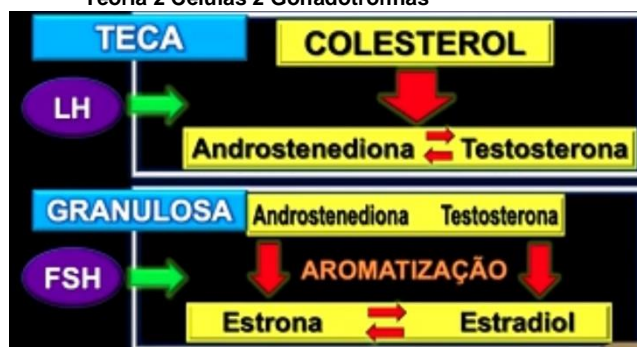 Teoria 2 Células 2 Gonadotrofinas
TECA
COLESTEROL
LH
Androstenediona
Testosterona
GRANULOSA
Androstenediona
Testosterona
FSH
AROMATIZAÇÃO
Estrona
Estradiol